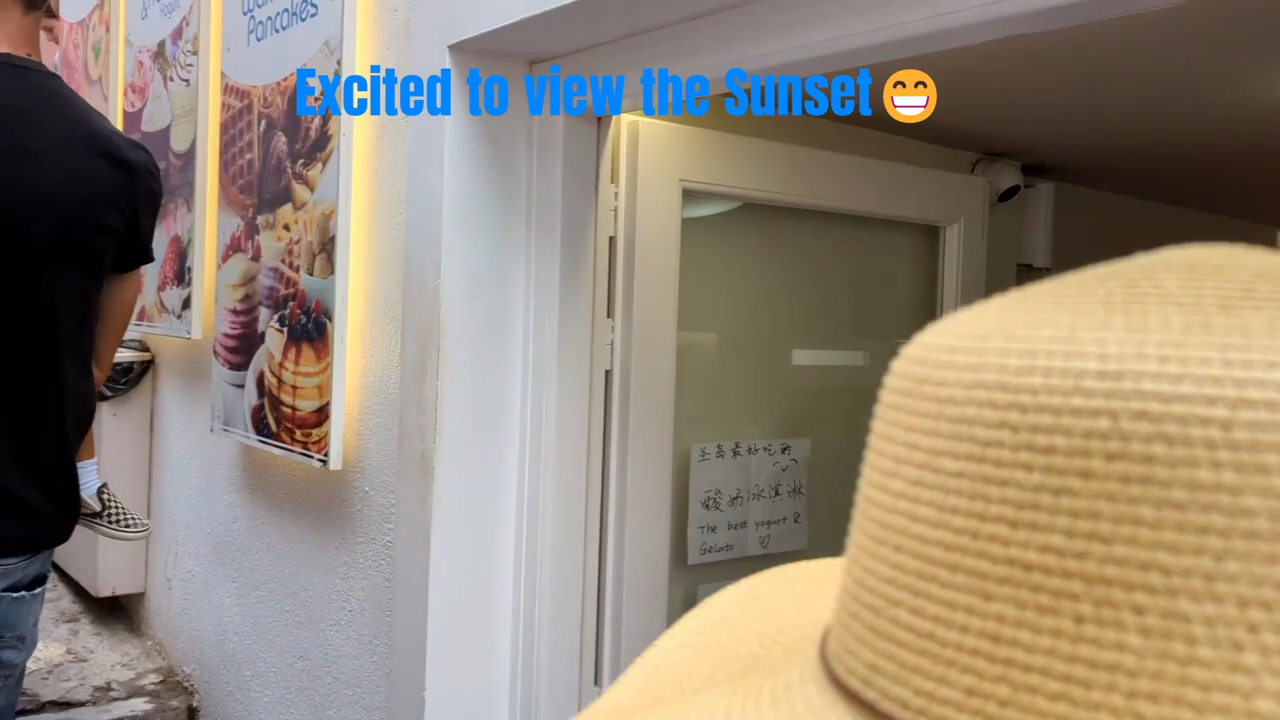 Yogurt
Pancakes
Excited to view the Sunset😁
圣岛最好吃的
酸奶冰淇淋
The best yogurt &
Gelato ♡